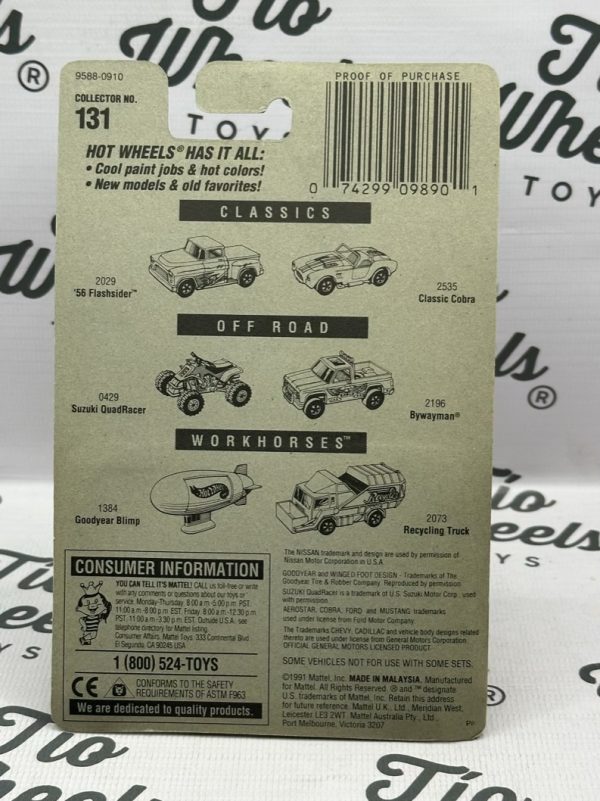 9588-0910
COLLECTOR NO.
131
PROOF OF PURCHASE
0 74299 09890 1
HOT WHEELS® HAS IT ALL:
• Cool paint jobs & hot colors!
• New models & old favorites!
CLASSICS
2029
'56 Flashsider™
2535
Classic Cobra
OFF ROAD
0429
Suzuki QuadRacer
2196
Bywayman®
WORKHORSES™
1384
Goodyear Blimp
Hot Wheels
2073
Recycling Truck
CONSUMER INFORMATION
YOU CAN TELL IT'S MATTEL! CALL us toll-free or write
with any comments or questions about our toys or
service. Monday-Thursday: 8:00 a.m.-5:00 p.m. PST.
11:00 a.m.-8:00 p.m. EST. Friday: 8:00 a.m.-12:30 p.m.
PST. 11:00 a.m.-3:30 p.m. EST. Outside U.S.A. see
telephone directory for Mattel listing.
Consumer Affairs, Mattel Toys, 333 Continental Blvd.
El Segundo, CA 90245 USA
1 (800) 524-TOYS
CE
CONFORMS TO THE SAFETY
REQUIREMENTS OF ASTM F963
We are dedicated to quality products.
The NISSAN trademark and design are used by permission of
Nissan Motor Corporation in U.S.A.
GOODYEAR and WINGED FOOT DESIGN - Trademarks of The
Goodyear Tire & Rubber Company. Reproduced by permission.
SUZUKI QuadRacer is a trademark of U.S. Suzuki Motor Corp., used
with permission.
AEROSTAR, COBRA, FORD and MUSTANG trademarks
used under license from Ford Motor Company.
The Trademarks CHEVY, CADILLAC and vehicle body designs related
thereto are used under license from General Motors Corporation.
OFFICIAL GENERAL MOTORS LICENSED PRODUCT
SOME VEHICLES NOT FOR USE WITH SOME SETS.
©1991 Mattel, Inc. MADE IN MALAYSIA. Manufactured
for Mattel. All Rights Reserved. ® and ™ designate
U.S. trademarks of Mattel, Inc. Retain this address
for future reference: Mattel U.K., Ltd., Meridian West,
Leicester LE3 2WT. Mattel Australia Pty., Ltd.,
Port Melbourne, Victoria 3207.
Tio
Wheels
®
TOYS